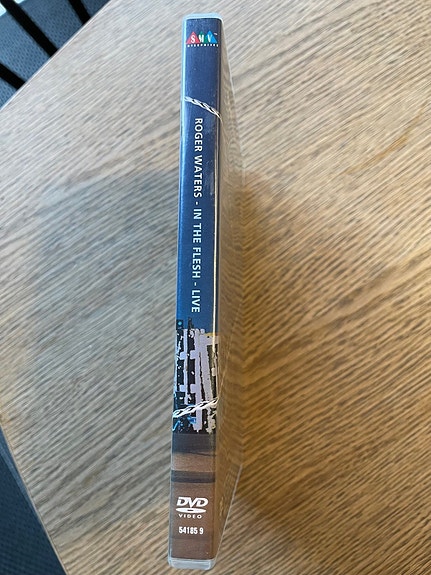 SMV
ROGER WATERS - IN THE FLESH - LIVE
DVD
VIDEO
54185 9